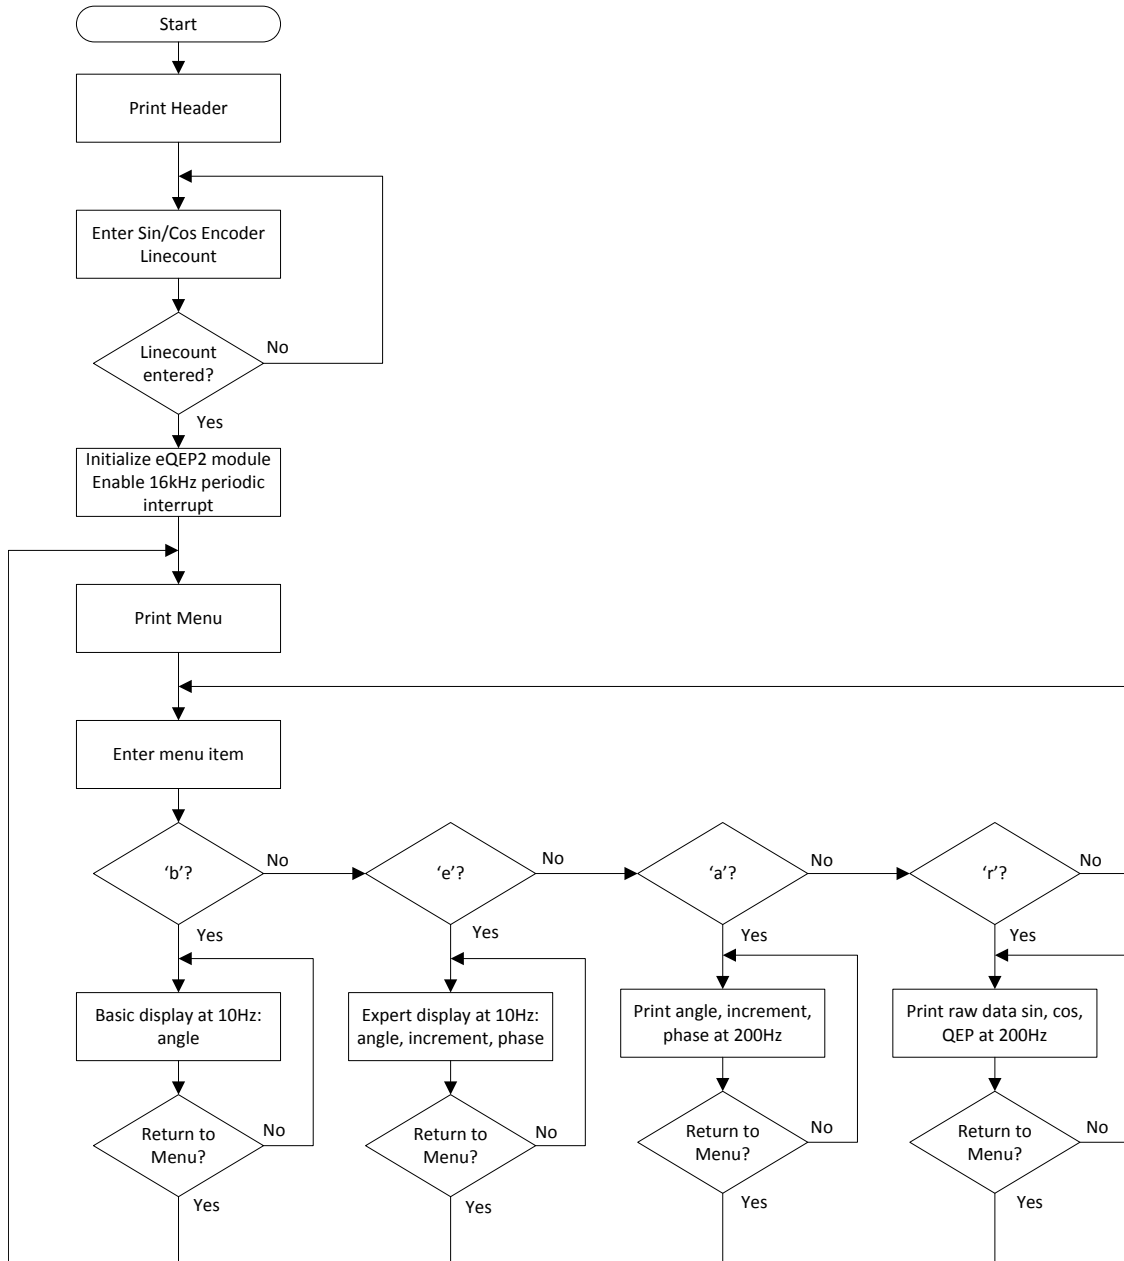 Start
Print Header
Enter Sin/Cos Encoder
Linecount
Linecount
entered?
No
Yes
Initialize eQEP2 module
Enable 16kHz periodic
interrupt
Print Menu
Enter menu item
‘b’?
No
‘e’?
No
‘a’?
No
‘r’?
No
Yes
Yes
Yes
Yes
Basic display at 10Hz:
angle
Expert display at 10Hz:
angle, increment, phase
Print angle, increment,
phase at 200Hz
Print raw data sin, cos,
QEP at 200Hz
Return to
Menu?
No
Return to
Menu?
No
Return to
Menu?
No
Return to
Menu?
No
Yes
Yes
Yes
Yes